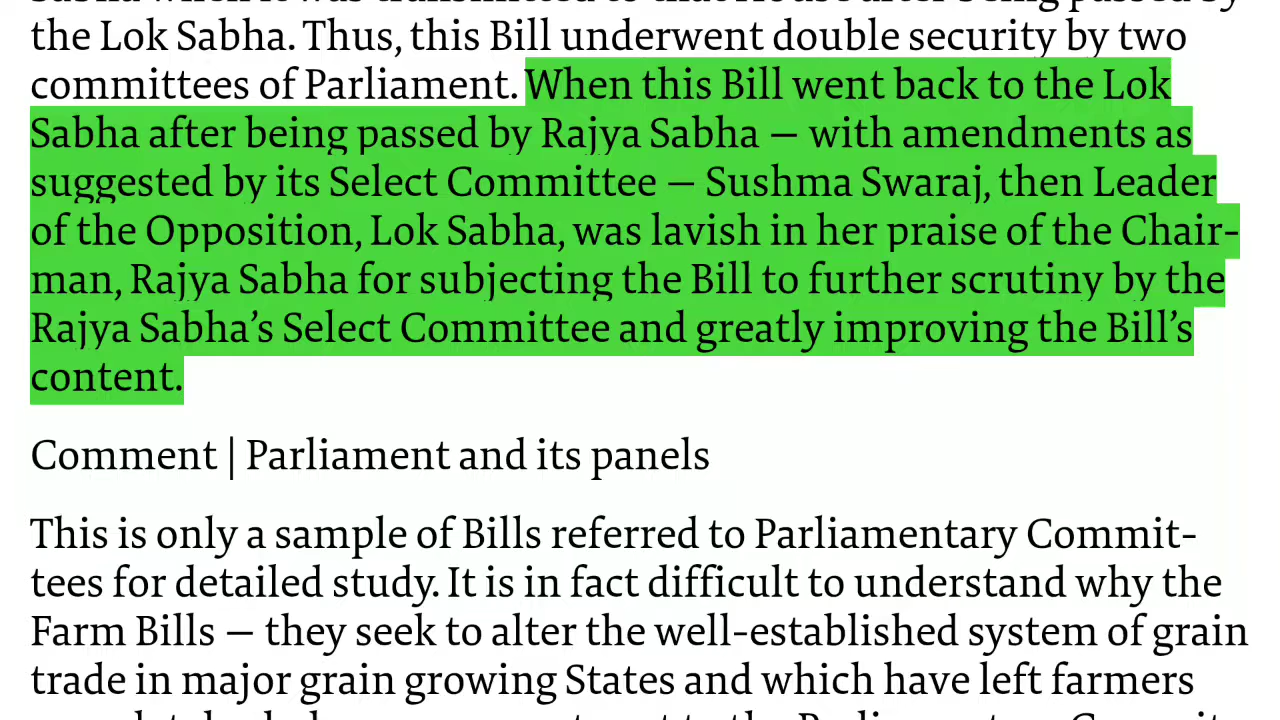 the Lok Sabha. Thus, this Bill underwent double security by two
committees of Parliament. When this Bill went back to the Lok
Sabha after being passed by Rajya Sabha — with amendments as
suggested by its Select Committee — Sushma Swaraj, then Leader
of the Opposition, Lok Sabha, was lavish in her praise of the Chair-
man, Rajya Sabha for subjecting the Bill to further scrutiny by the
Rajya Sabha’s Select Committee and greatly improving the Bill’s
content.
Comment | Parliament and its panels
This is only a sample of Bills referred to Parliamentary Commit-
tees for detailed study. It is in fact difficult to understand why the
Farm Bills — they seek to alter the well-established system of grain
trade in major grain growing States and which have left farmers